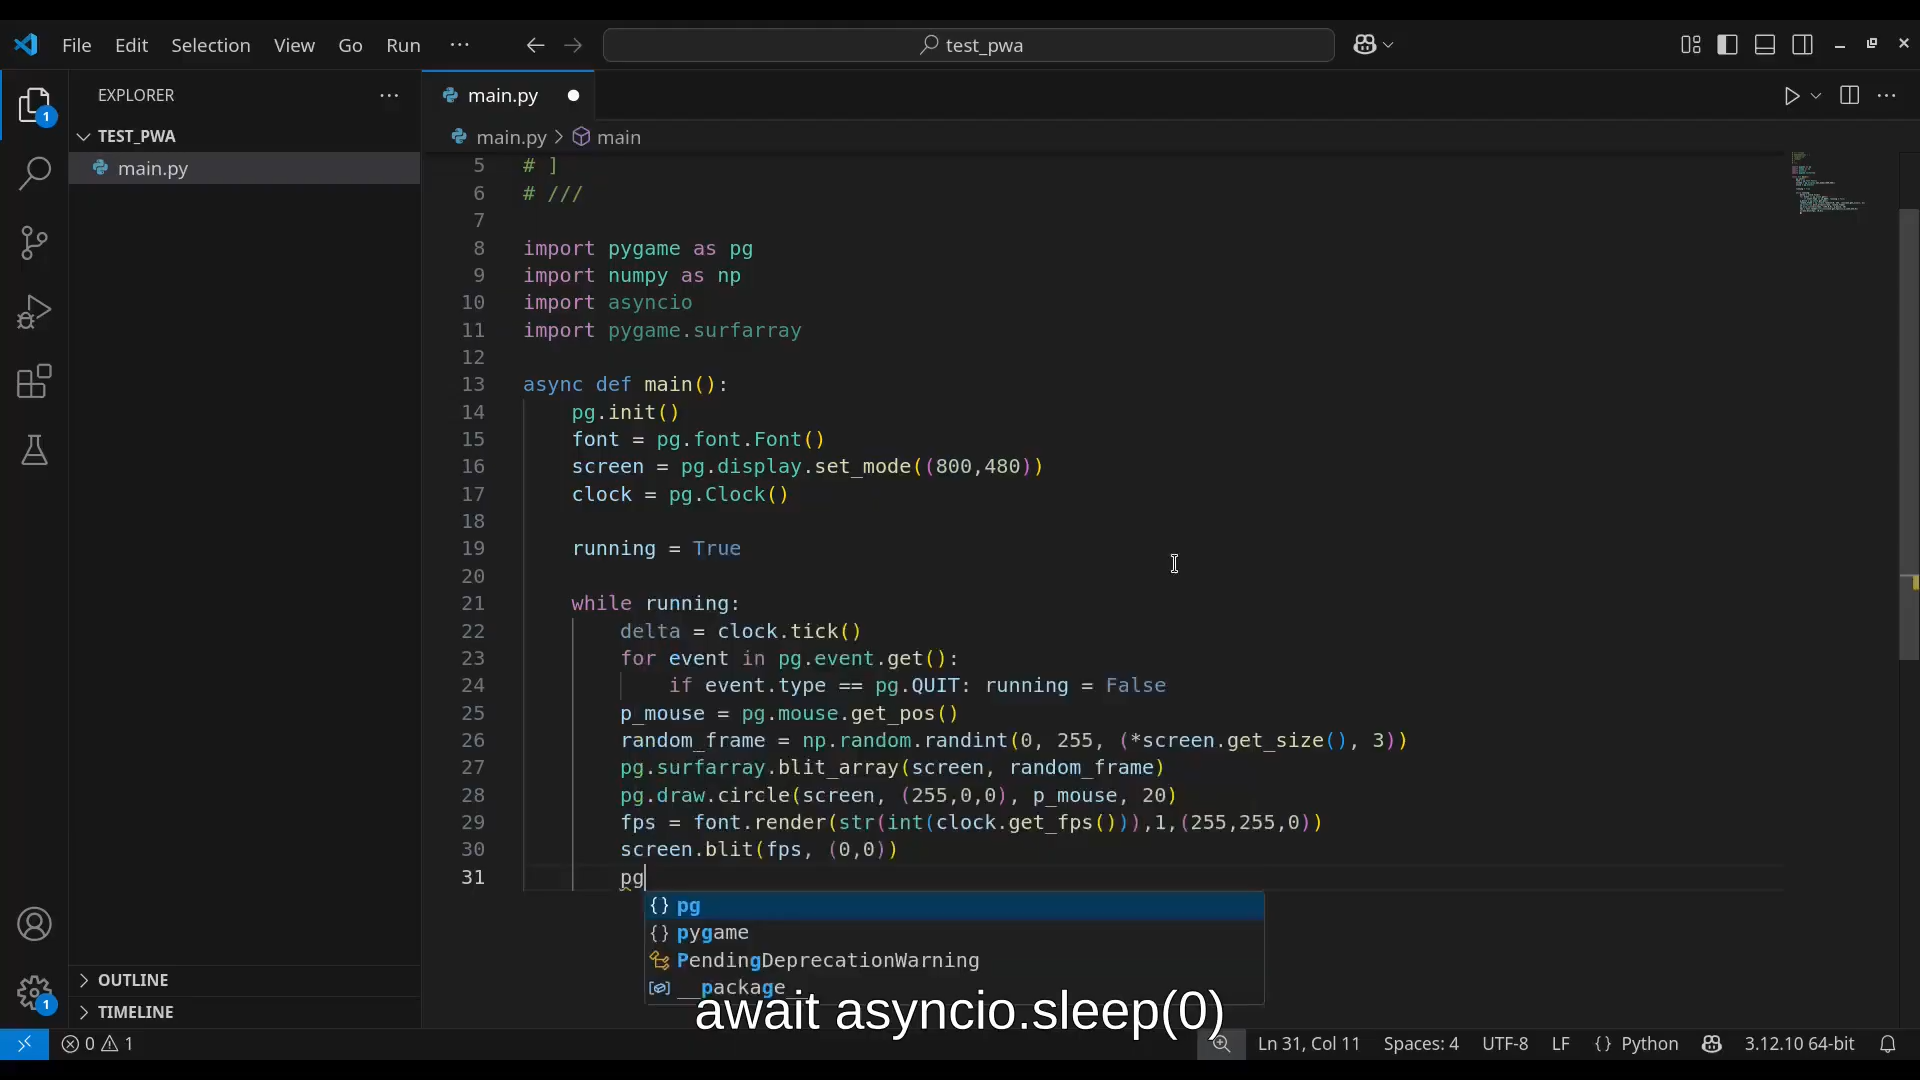 File Edit Selection View Go Run ··· test_pwa
EXPLORER ···
TEST_PWA
main.py
main.py
main.py > main
5 # ]
6 # ///
7
8 import pygame as pg
9 import numpy as np
10 import asyncio
11 import pygame.surfarray
12
13 async def main():
14 pg.init()
15 font = pg.font.Font()
16 screen = pg.display.set_mode((800,480))
17 clock = pg.Clock()
18
19 running = True
20
21 while running:
22 delta = clock.tick()
23 for event in pg.event.get():
24 if event.type == pg.QUIT: running = False
25 p_mouse = pg.mouse.get_pos()
26 random_frame = np.random.randint(0, 255, (*screen.get_size(), 3))
27 pg.surfarray.blit_array(screen, random_frame)
28 pg.draw.circle(screen, (255,0,0), p_mouse, 20)
29 fps = font.render(str(int(clock.get_fps())),1,(255,255,0))
30 screen.blit(fps, (0,0))
31 pg
{} pg
{} pygame
PendingDeprecationWarning
__package__
await asyncio.sleep(0)
OUTLINE
TIMELINE
1
1
0 1 Ln 31, Col 11 Spaces: 4 UTF-8 LF {} Python 3.12.10 64-bit